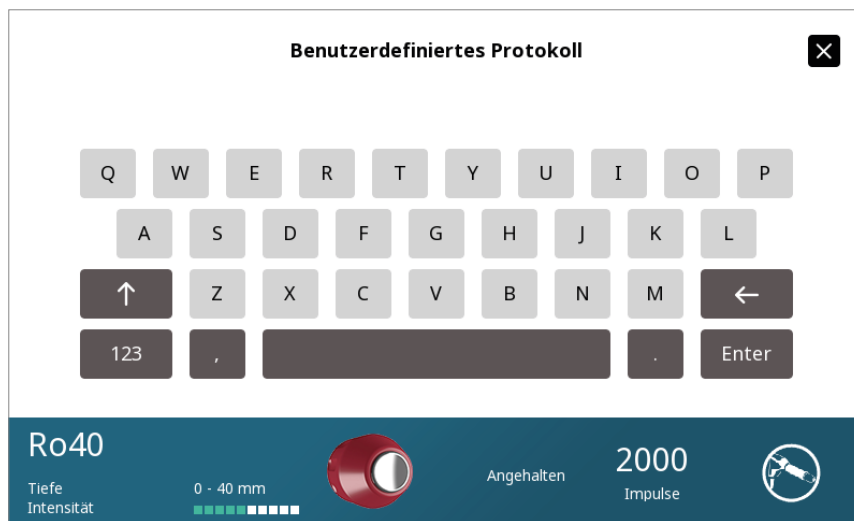 Benutzerdefiniertes Protokoll
Q W E R T Y U I O P
A S D F G H J K L
Z X C V B N M
123 , . Enter
Ro40
Tiefe 0 - 40 mm
Intensität
Angehalten
2000
Impulse